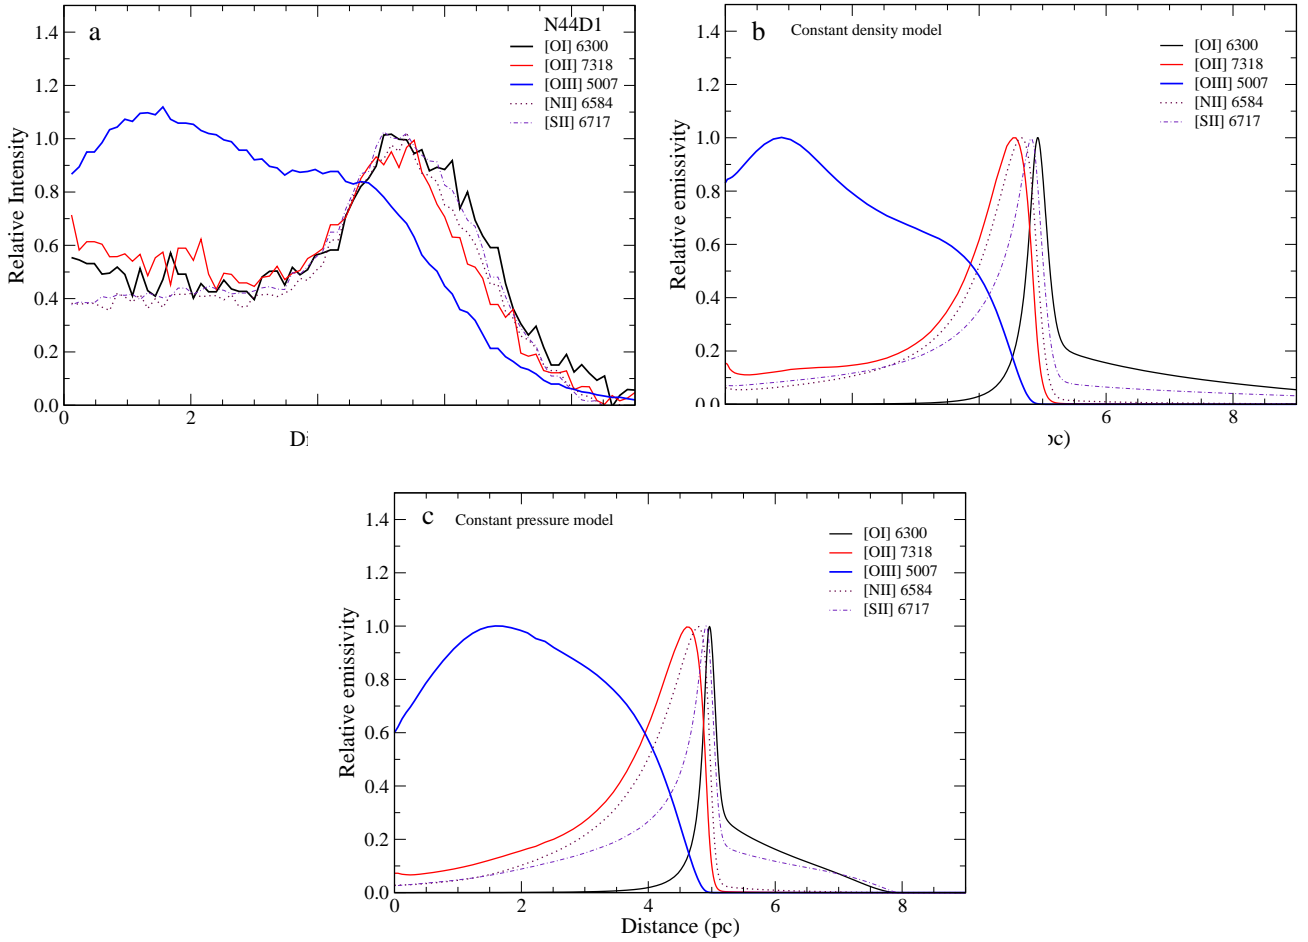 a
N44D1
[OI] 6300
[OII] 7318
[OIII] 5007
[NII] 6584
[SII] 6717
1.4
1.2
1.0
0.8
0.6
0.4
0.2
0.0
Relative Intensity
0
2
b
Constant density model
[OI] 6300
[OII] 7318
[OIII] 5007
[NII] 6584
[SII] 6717
1.4
1.2
1.0
0.8
0.6
0.4
0.2
0.0
Relative emissivity
6
8
pc)
c
Constant pressure model
[OI] 6300
[OII] 7318
[OIII] 5007
[NII] 6584
[SII] 6717
1.4
1.2
1.0
0.8
0.6
0.4
0.2
0.0
Relative emissivity
0
2
4
6
8
Distance (pc)